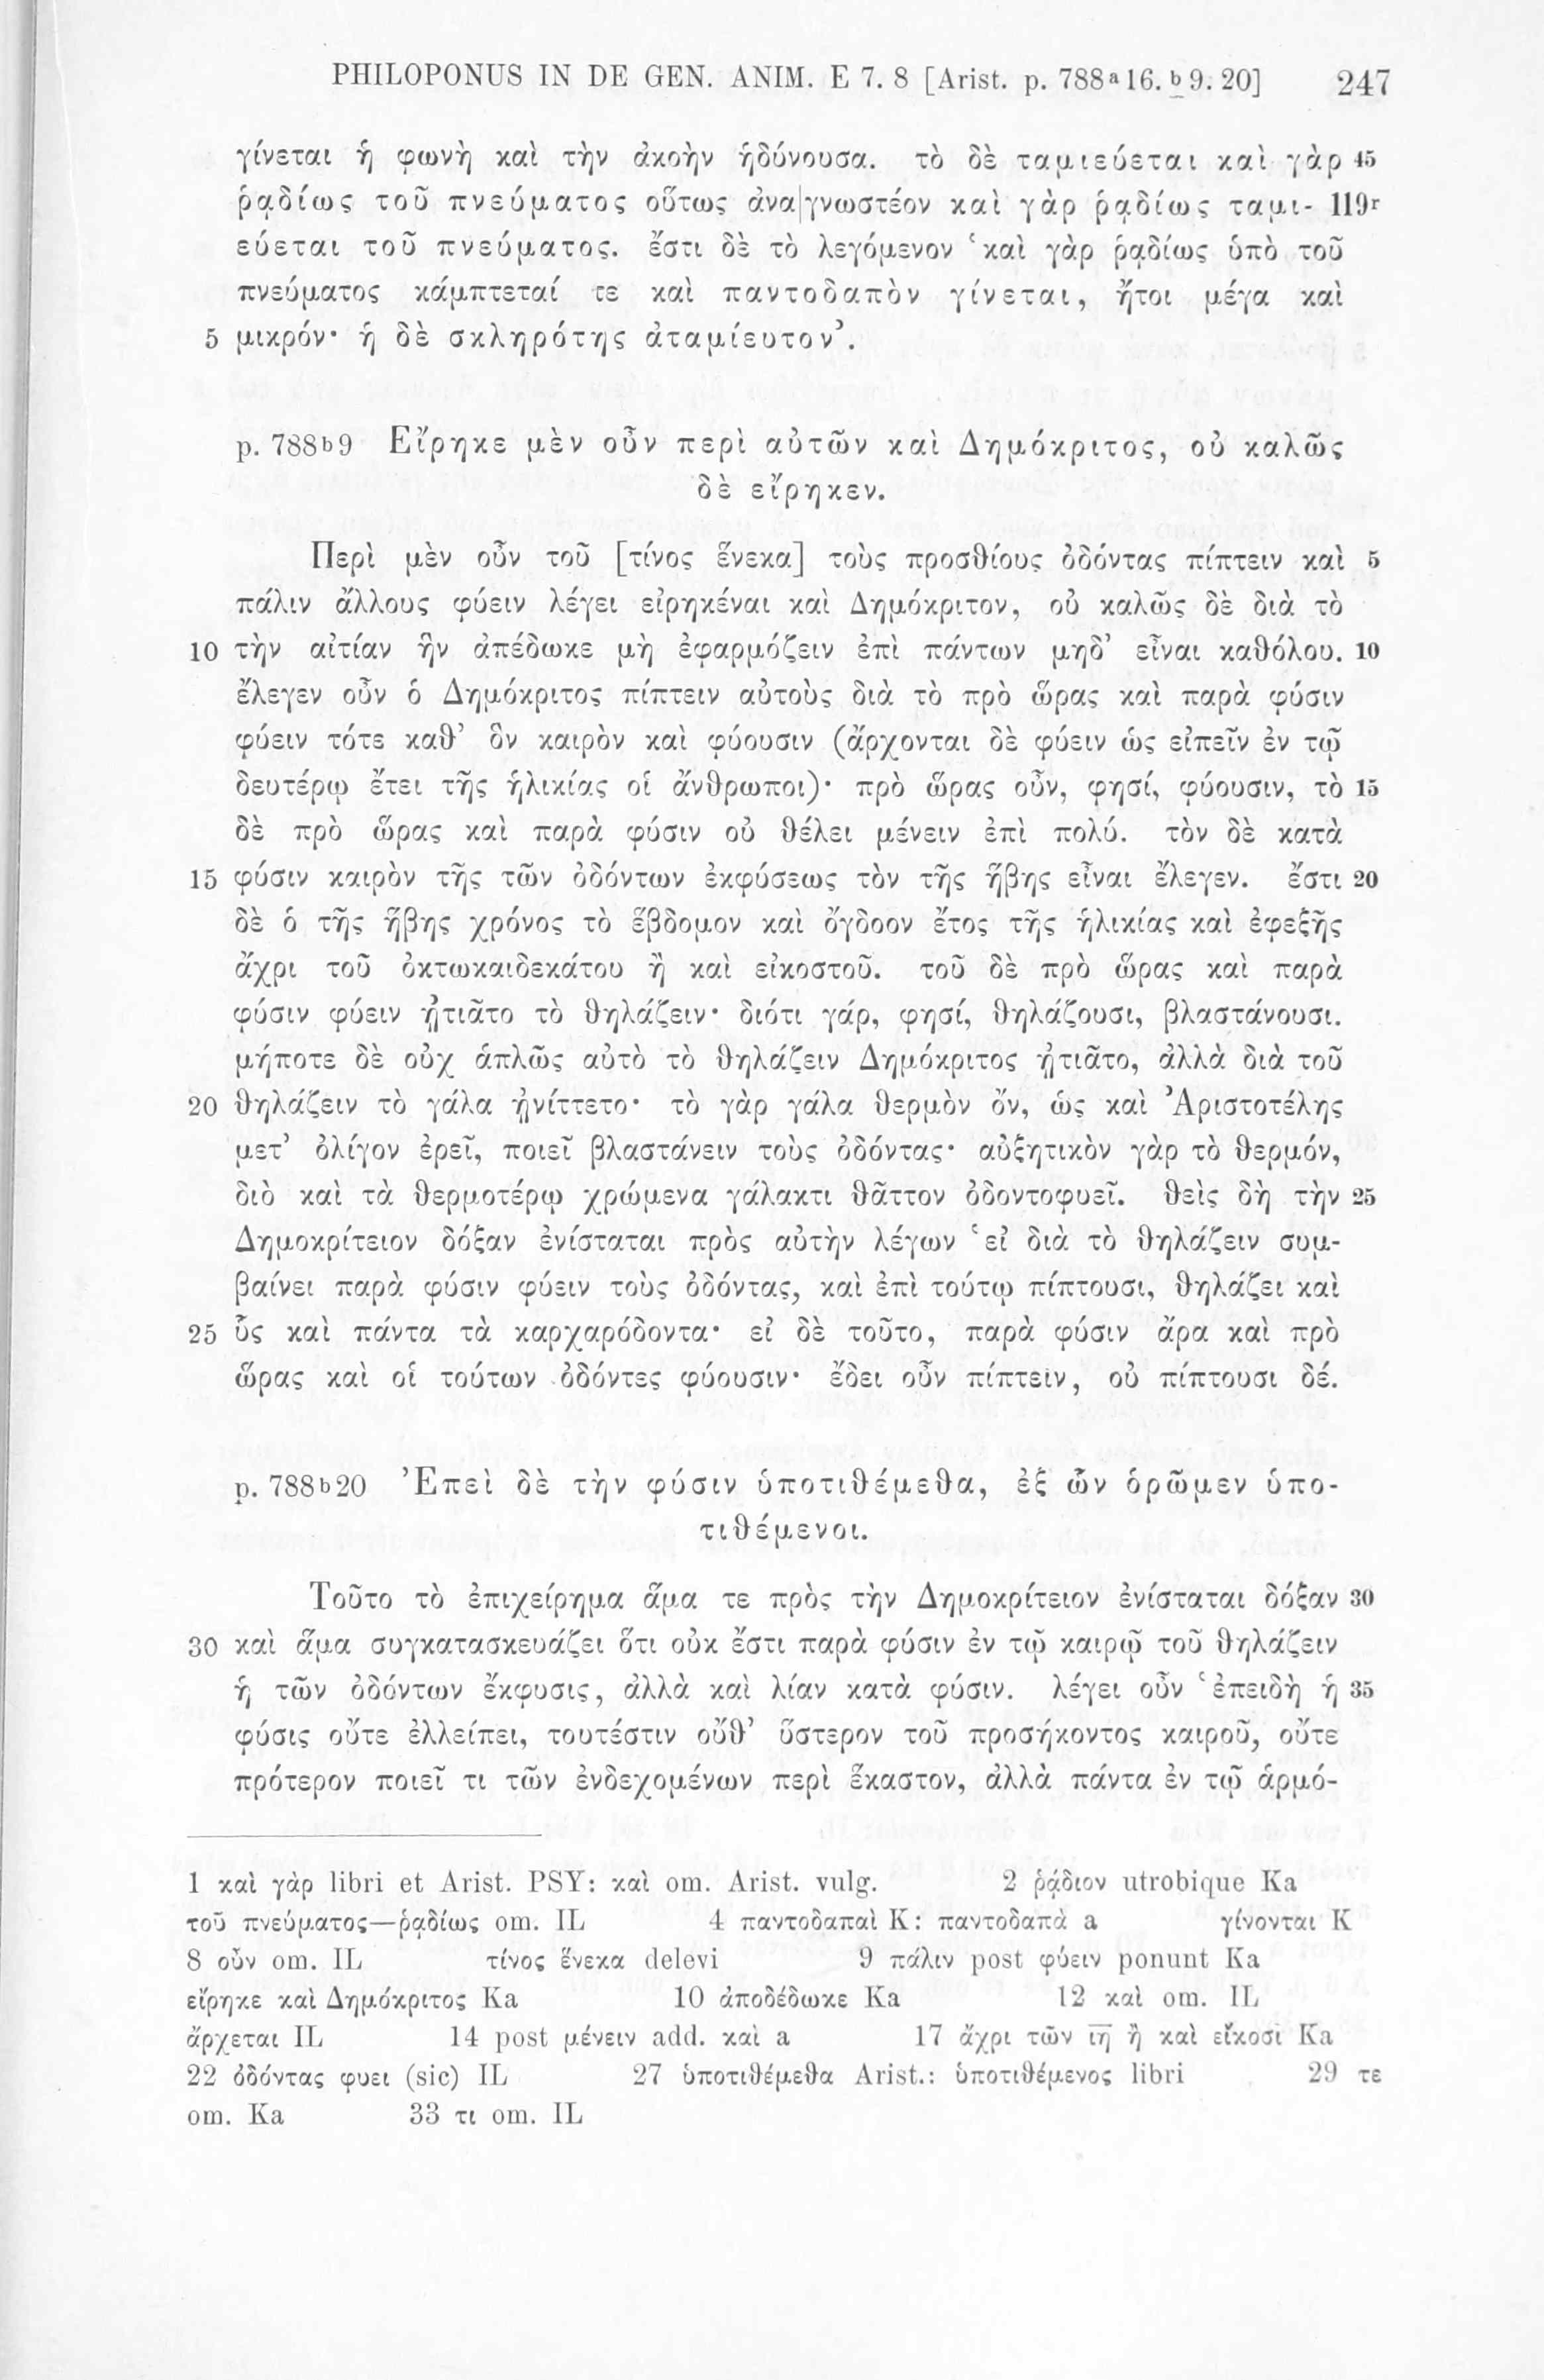 PHILOPONUS IN DE GEN. ANIM. E 7. 8 [Arist. p. 788ᵃ16. ᵇ9. 20] 247
γίνεται ἡ φωνὴ καὶ τὴν ἀκοὴν ἡδύνουσα. τὸ δὲ ταμιεύεται καὶ γὰρ 45
ῥᾳδίως τοῦ πνεύματος οὕτως ἀνα|γνωστέον καὶ γὰρ ῥᾳδίως ταμι- 119ʳ
εύεται τοῦ πνεύματος. ἔστι δὲ τὸ λεγόμενον ‘καὶ γὰρ ῥᾳδίως ὑπὸ τοῦ
πνεύματος κάμπτεταί τε καὶ παντοδαπὸν γίνεται, ἤτοι μέγα καὶ
5 μικρόν· ἡ δὲ σκληρότης ἀταμίευτον’.
p. 788ᵇ9 Εἴρηκε μὲν οὖν περὶ αὐτῶν καὶ Δημόκριτος, οὐ καλῶς
δὲ εἴρηκεν.
Περὶ μὲν οὖν τοῦ [τίνος ἕνεκα] τοὺς προσθίους ὀδόντας πίπτειν καὶ 5
πάλιν ἄλλους φύειν λέγει εἰρηκέναι καὶ Δημόκριτον, οὐ καλῶς δὲ διὰ τὸ
10 τὴν αἰτίαν ἣν ἀπέδωκε μὴ ἐφαρμόζειν ἐπὶ πάντων μηδ’ εἶναι καθόλου. 10
ἔλεγεν οὖν ὁ Δημόκριτος πίπτειν αὐτοὺς διὰ τὸ πρὸ ὥρας καὶ παρὰ φύσιν
φύειν τότε καθ’ ὃν καιρὸν καὶ φύουσιν (ἄρχονται δὲ φύειν ὡς εἰπεῖν ἐν τῷ
δευτέρῳ ἔτει τῆς ἡλικίας οἱ ἄνθρωποι)· πρὸ ὥρας οὖν, φησί, φύουσιν, τὸ 15
δὲ πρὸ ὥρας καὶ παρὰ φύσιν οὐ θέλει μένειν ἐπὶ πολύ. τὸν δὲ κατὰ
15 φύσιν καιρὸν τῆς τῶν ὀδόντων ἐκφύσεως τὸν τῆς ἥβης εἶναι ἔλεγεν. ἔστι 20
δὲ ὁ τῆς ἥβης χρόνος τὸ ἕβδομον καὶ ὄγδοον ἔτος τῆς ἡλικίας καὶ ἐφεξῆς
ἄχρι τοῦ ὀκτωκαιδεκάτου ἢ καὶ εἰκοστοῦ. τοῦ δὲ πρὸ ὥρας καὶ παρὰ
φύσιν φύειν ᾐτιᾶτο τὸ θηλάζειν· διότι γάρ, φησί, θηλάζουσι, βλαστάνουσι.
μήποτε δὲ οὐχ ἁπλῶς αὐτὸ τὸ θηλάζειν Δημόκριτος ᾐτιᾶτο, ἀλλὰ διὰ τοῦ
20 θηλάζειν τὸ γάλα ᾐνίττετο· τὸ γὰρ γάλα θερμὸν ὄν, ὡς καὶ Ἀριστοτέλης
μετ’ ὀλίγον ἐρεῖ, ποιεῖ βλαστάνειν τοὺς ὀδόντας· αὐξητικὸν γὰρ τὸ θερμόν,
διὸ καὶ τὰ θερμοτέρῳ χρώμενα γάλακτι θᾶττον ὀδοντοφυεῖ. θεὶς δὴ τὴν 25
Δημοκρίτειον δόξαν ἐνίσταται πρὸς αὐτὴν λέγων ‘εἰ διὰ τὸ θηλάζειν συμ-
βαίνει παρὰ φύσιν φύειν τοὺς ὀδόντας, καὶ ἐπὶ τούτῳ πίπτουσι, θηλάζει καὶ
25 ὗς καὶ πάντα τὰ καρχαρόδοντα· εἰ δὲ τοῦτο, παρὰ φύσιν ἄρα καὶ πρὸ
ὥρας καὶ οἱ τούτων ὀδόντες φύουσιν· ἔδει οὖν πίπτειν, οὐ πίπτουσι δέ.
p. 788ᵇ20 Ἐπεὶ δὲ τὴν φύσιν ὑποτιθέμεθα, ἐξ ὧν ὁρῶμεν ὑπο-
τιθέμενοι.
Τοῦτο τὸ ἐπιχείρημα ἅμα τε πρὸς τὴν Δημοκρίτειον ἐνίσταται δόξαν 30
30 καὶ ἅμα συγκατασκευάζει ὅτι οὐκ ἔστι παρὰ φύσιν ἐν τῷ καιρῷ τοῦ θηλάζειν
ἡ τῶν ὀδόντων ἔκφυσις, ἀλλὰ καὶ λίαν κατὰ φύσιν. λέγει οὖν ‘ἐπειδὴ ἡ 35
φύσις οὔτε ἐλλείπει, τουτέστιν οὔθ’ ὕστερον τοῦ προσήκοντος καιροῦ, οὔτε
πρότερον ποιεῖ τι τῶν ἐνδεχομένων περὶ ἕκαστον, ἀλλὰ πάντα ἐν τῷ ἁρμό-
1 καὶ γὰρ libri et Arist. PSY: καὶ om. Arist. vulg. 2 ῥᾴδιον utrobique Ka
τοῦ πνεύματος—ῥᾳδίως om. IL 4 παντοδαπαὶ K: παντοδαπὰ a γίνονται K
8 οὖν om. IL τίνος ἕνεκα delevi 9 πάλιν post φύειν ponunt Ka
εἴρηκε καὶ Δημόκριτος Ka 10 ἀποδέδωκε Ka 12 καὶ om. IL
ἄρχεται IL 14 post μένειν add. καὶ a 17 ἄχρι τῶν ι̅η̅ ἢ καὶ εἴκοσι Ka
22 ὀδόντας φυει (sic) IL 27 ὑποτιθέμεθα Arist.: ὑποτιθέμενος libri 29 τε
om. Ka 33 τι om. IL